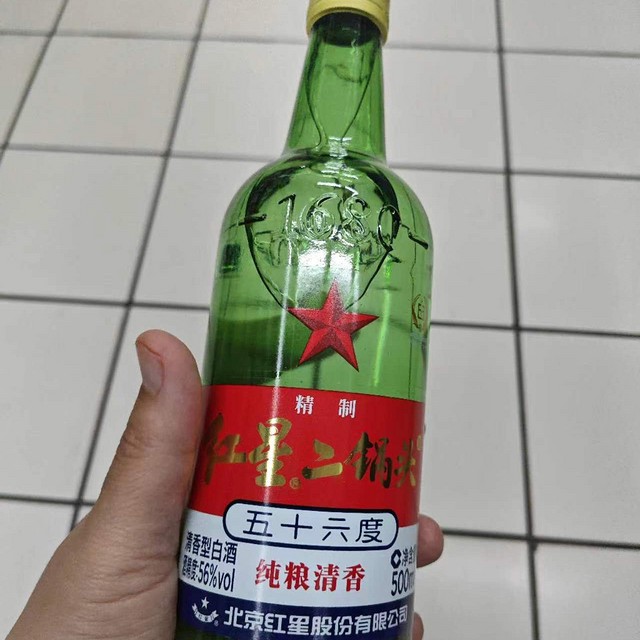 1680
精制
红星二锅头
五十六度
清香型白酒
酒精度:56%vol
纯粮清香
净含
500
北京红星股份有限公司